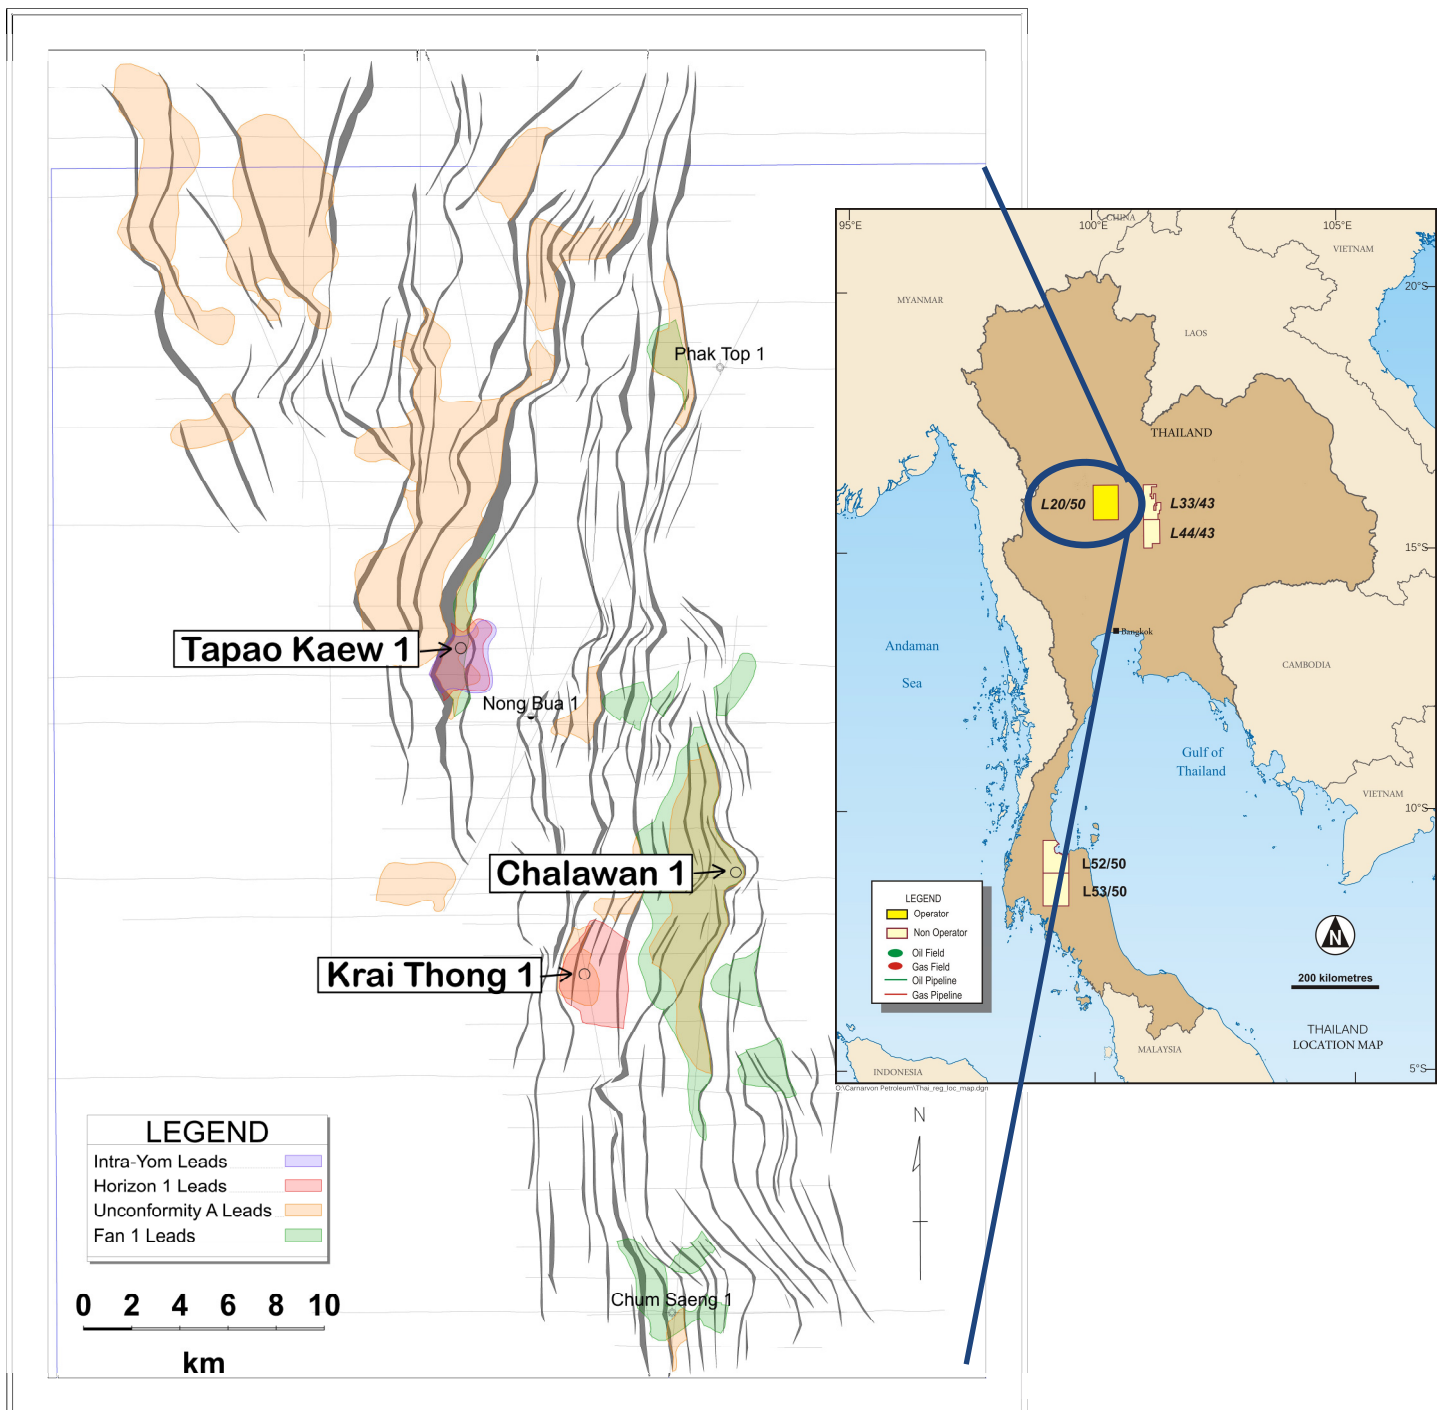 Phak Top 1
Tapao Kaew 1
Nong Bua 1
Chalawan 1
Krai Thong 1
Chum Saeng 1
LEGEND
Intra-Yom Leads
Horizon 1 Leads
Unconformity A Leads
Fan 1 Leads
0 2 4 6 8 10
km
N
95°E
100°E
105°E
CHINA
VIETNAM
MYANMAR
20°S
LAOS
THAILAND
L20/50
L33/43
L44/43
15°S
Bangkok
Andaman
Sea
CAMBODIA
Gulf of
Thailand
VIETNAM
10°S
L52/50
L53/50
LEGEND
Operator
Non Operator
Oil Field
Gas Field
Oil Pipeline
Gas Pipeline
N
200 kilometres
THAILAND
LOCATION MAP
MALAYSIA
INDONESIA
5°S
O:\Carnarvon Petroleum\Thai_reg_loc_map.dgn